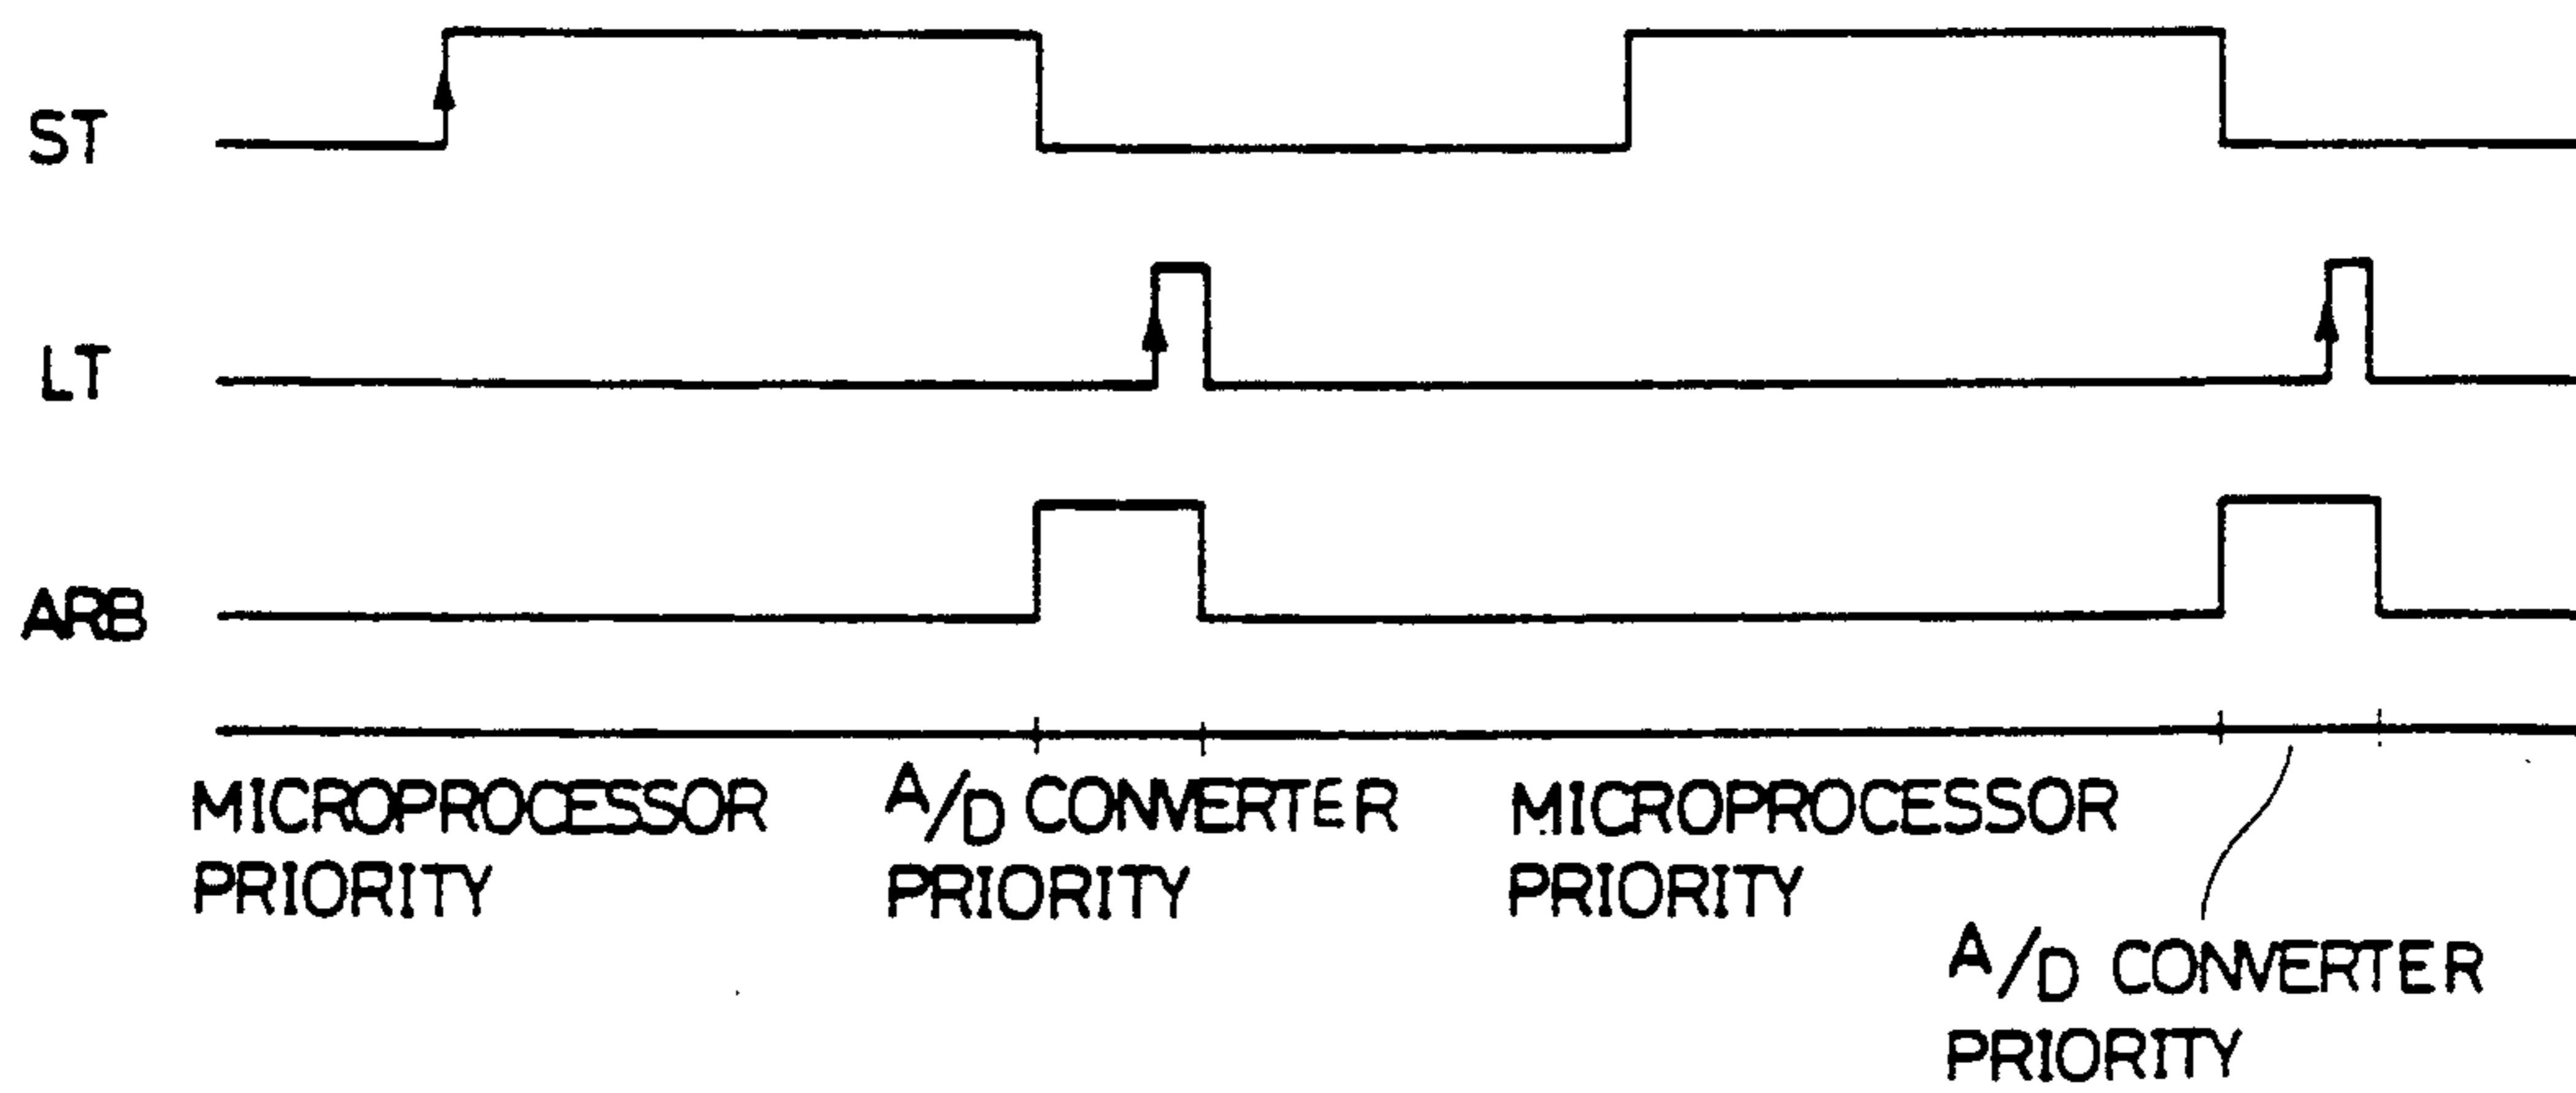 ST
LT
ARB
MICROPROCESSOR
PRIORITY
A/D CONVERTER
PRIORITY
MICROPROCESSOR
PRIORITY
A/D CONVERTER
PRIORITY